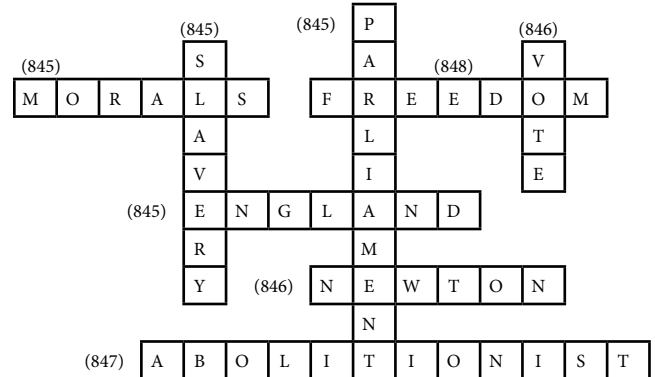 (845) (845) P (846)
(845) S A (848) V
M O R A L S F R E E D O M
A L T
V I E
(845) E N G L A N D
R M
Y (846) N E W T O N
N
(847) A B O L I T I O N I S T